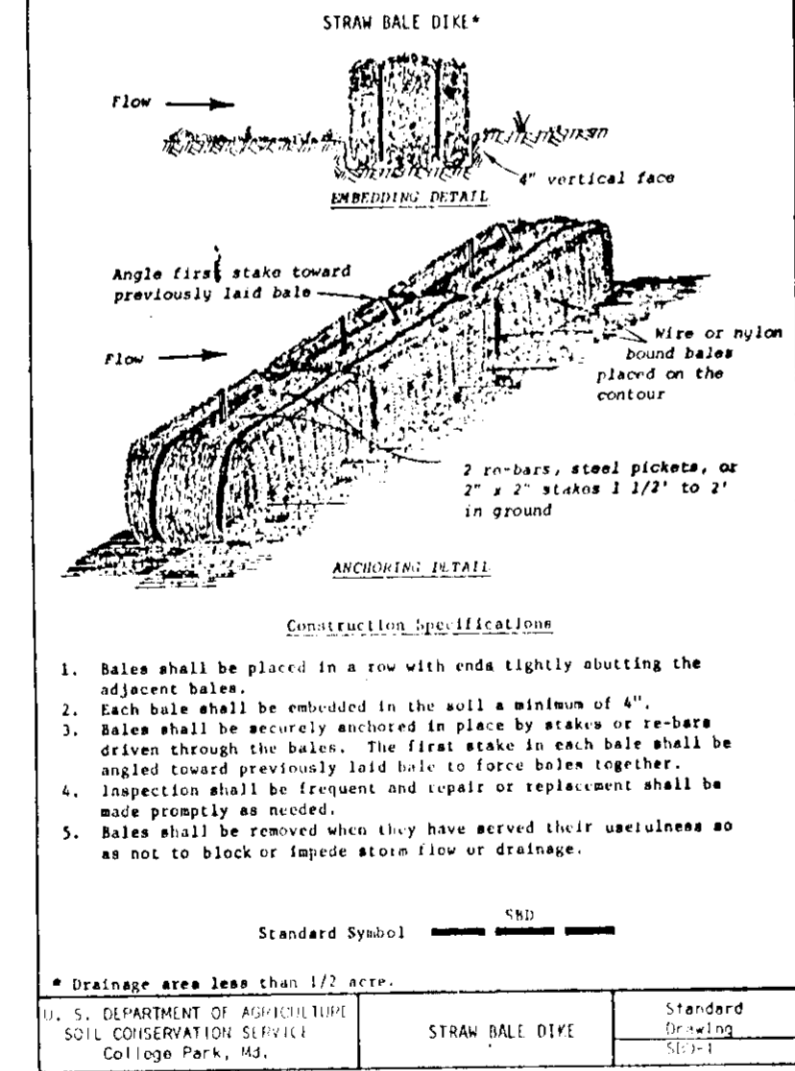 STRAW BALE DIKE*
Flow
4" vertical face
EMBEDDING DETAIL
Angle first stake toward
previously laid bale
Flow
Wire or nylon
bound bales
placed on the
contour
2 re-bars, steel pickets, or
2" x 2" stakes 1 1/2' to 2'
in ground
ANCHORING DETAIL
Construction Specifications
1. Bales shall be placed in a row with ends tightly abutting the
adjacent bales.
2. Each bale shall be embedded in the soil a minimum of 4".
3. Bales shall be securely anchored in place by stakes or re-bars
driven through the bales. The first stake in each bale shall be
angled toward previously laid bale to force bales together.
4. Inspection shall be frequent and repair or replacement shall be
made promptly as needed.
5. Bales shall be removed when they have served their usefulness so
as not to block or impede storm flow or drainage.
SBD
Standard Symbol
* Drainage area less than 1/2 acre.
U. S. DEPARTMENT OF AGRICULTURE
SOIL CONSERVATION SERVICE
College Park, Md.
STRAW BALE DIKE
Standard
Drawing
SBD-1